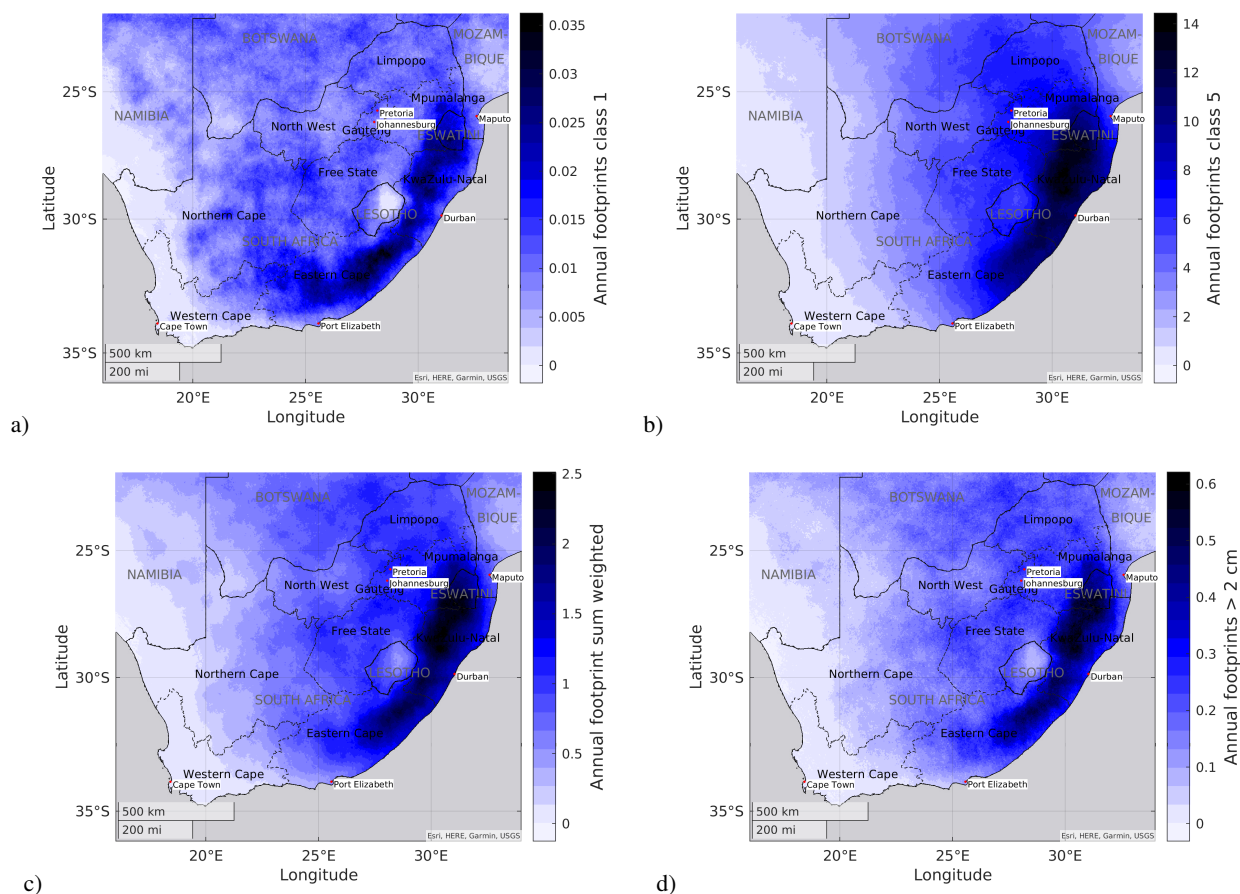 BOTSWANA
MOZAM-
BIQUE
Limpopo
25°S
NAMIBIA
Mpumalanga
Pretoria
Maputo
North West
Johannesburg
Gauteng
ESWATINI
Free State
KwaZulu-Natal
30°S
Northern Cape
LESOTHO
Durban
SOUTH AFRICA
Eastern Cape
Western Cape
Cape Town
Port Elizabeth
35°S
500 km
200 mi
Esri, HERE, Garmin, USGS
20°E
25°E
30°E
Longitude
Latitude
0.035
0.03
0.025
0.02
0.015
0.01
0.005
0
Annual footprints class 1
a)
BOTSWANA
MOZAM-
BIQUE
Limpopo
25°S
NAMIBIA
Mpumalanga
Pretoria
Maputo
North West
Johannesburg
Gauteng
ESWATINI
Free State
KwaZulu-Natal
30°S
Northern Cape
LESOTHO
Durban
SOUTH AFRICA
Eastern Cape
Western Cape
Cape Town
Port Elizabeth
35°S
500 km
200 mi
Esri, HERE, Garmin, USGS
20°E
25°E
30°E
Longitude
Latitude
14
12
10
8
6
4
2
0
Annual footprints class 5
b)
BOTSWANA
MOZAM-
BIQUE
Limpopo
25°S
NAMIBIA
Mpumalanga
Pretoria
Maputo
North West
Johannesburg
Gauteng
ESWATINI
Free State
KwaZulu-Natal
30°S
Northern Cape
LESOTHO
Durban
SOUTH AFRICA
Eastern Cape
Western Cape
Cape Town
Port Elizabeth
35°S
500 km
200 mi
Esri, HERE, Garmin, USGS
20°E
25°E
30°E
Longitude
Latitude
2.5
2
1.5
1
0.5
0
Annual footprint sum weighted
c)
BOTSWANA
MOZAM-
BIQUE
Limpopo
25°S
NAMIBIA
Mpumalanga
Pretoria
Maputo
North West
Johannesburg
Gauteng
ESWATINI
Free State
KwaZulu-Natal
30°S
Northern Cape
LESOTHO
Durban
SOUTH AFRICA
Eastern Cape
Western Cape
Cape Town
Port Elizabeth
35°S
500 km
200 mi
Esri, HERE, Garmin, USGS
20°E
25°E
30°E
Longitude
Latitude
0.6
0.5
0.4
0.3
0.2
0.1
0
Annual footprints > 2 cm
d)